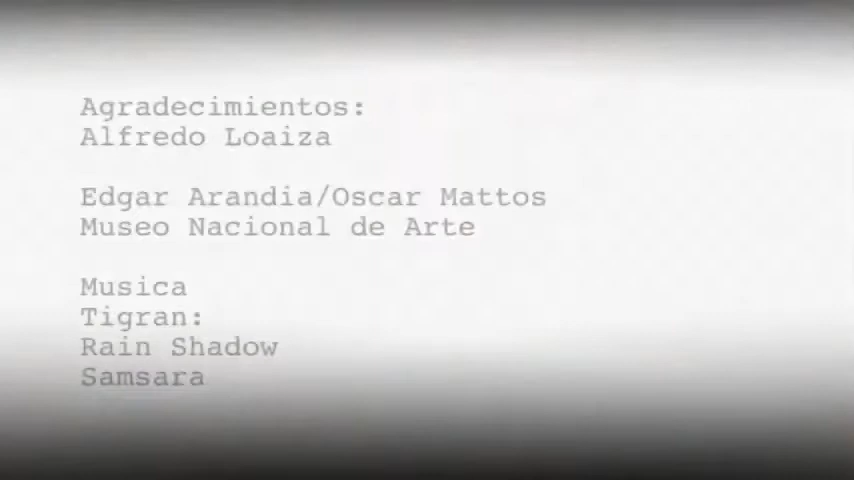 Agradecimientos:
Alfredo Loaiza
Edgar Arandia/Oscar Mattos
Museo Nacional de Arte
Musica
Tigran:
Rain Shadow
Samsara